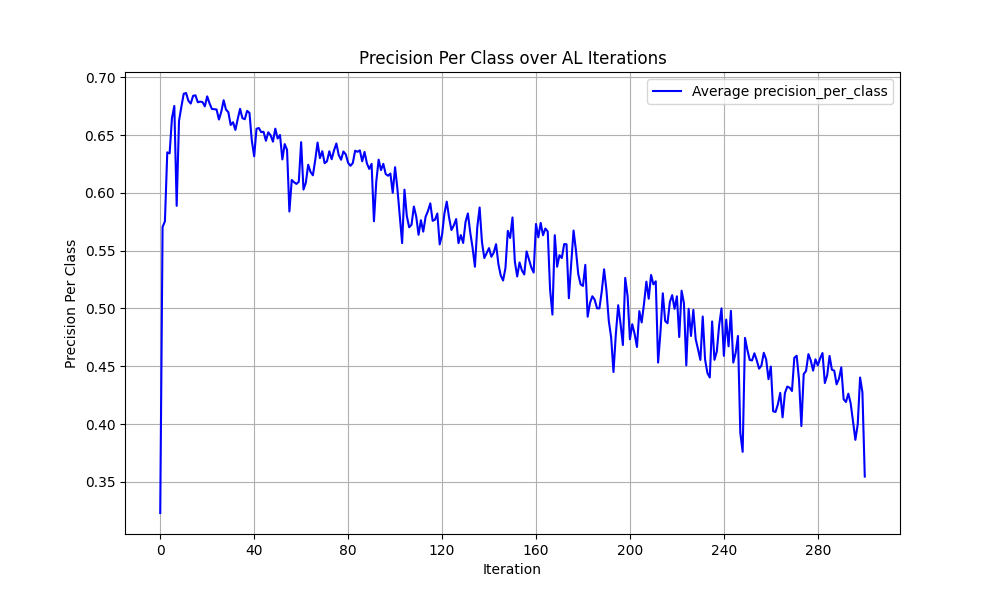 Precision Per Class over AL Iterations
Average precision_per_class
Precision Per Class
0.70
0.65
0.60
0.55
0.50
0.45
0.40
0.35
0 40 80 120 160 200 240 280
Iteration